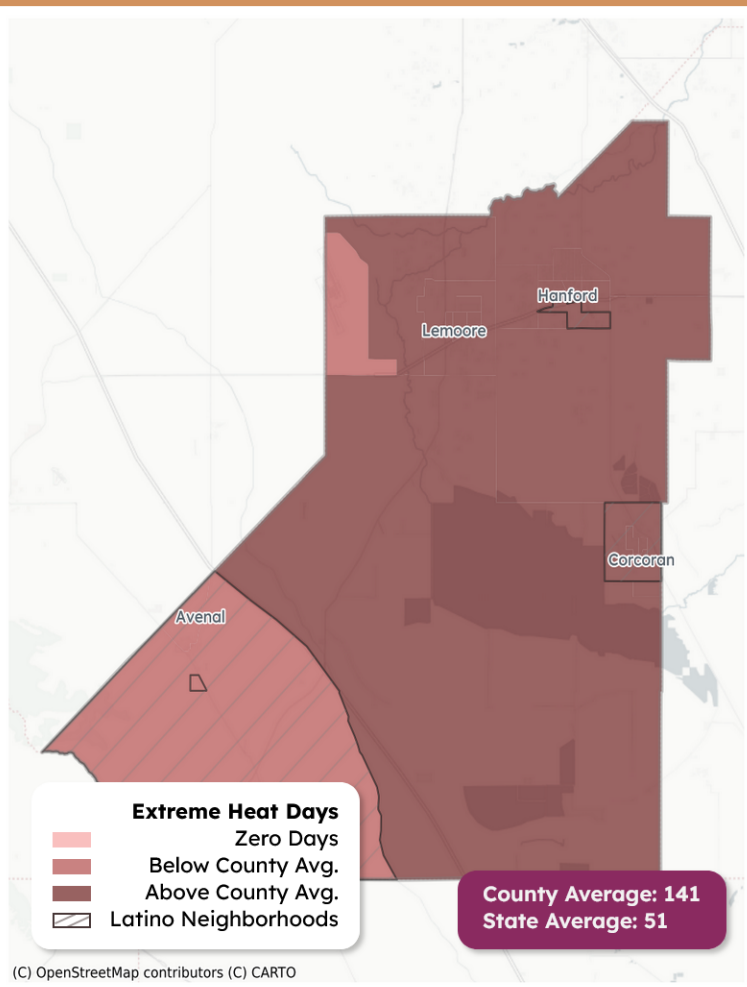 Hanford
Lemoore
Corcoran
Avenal
Extreme Heat Days
Zero Days
Below County Avg.
Above County Avg.
Latino Neighborhoods
County Average: 141
State Average: 51
(C) OpenStreetMap contributors (C) CARTO